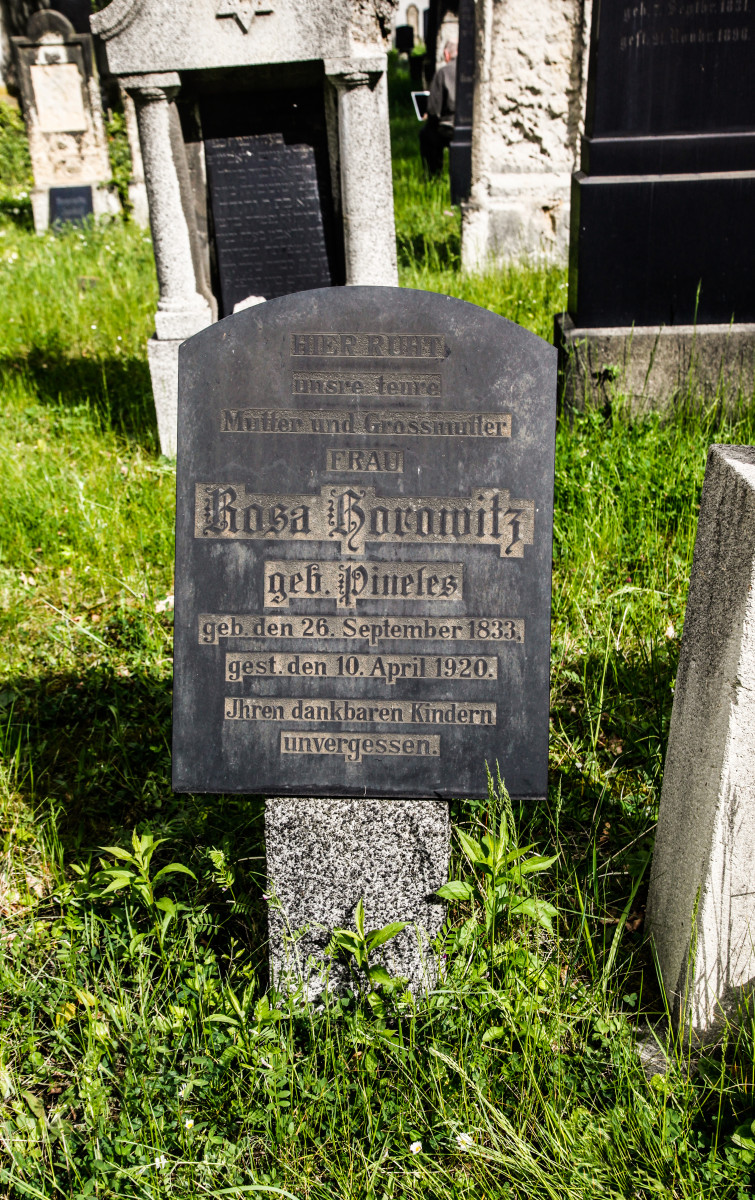 HIER RUHT
unsre teure
Mutter und Grossmutter
FRAU
Rosa Horowitz
geb. Pineles
geb. den 26. September 1833.
gest. den 10. April 1920.
Jhren dankbaren Kindern
unvergessen.